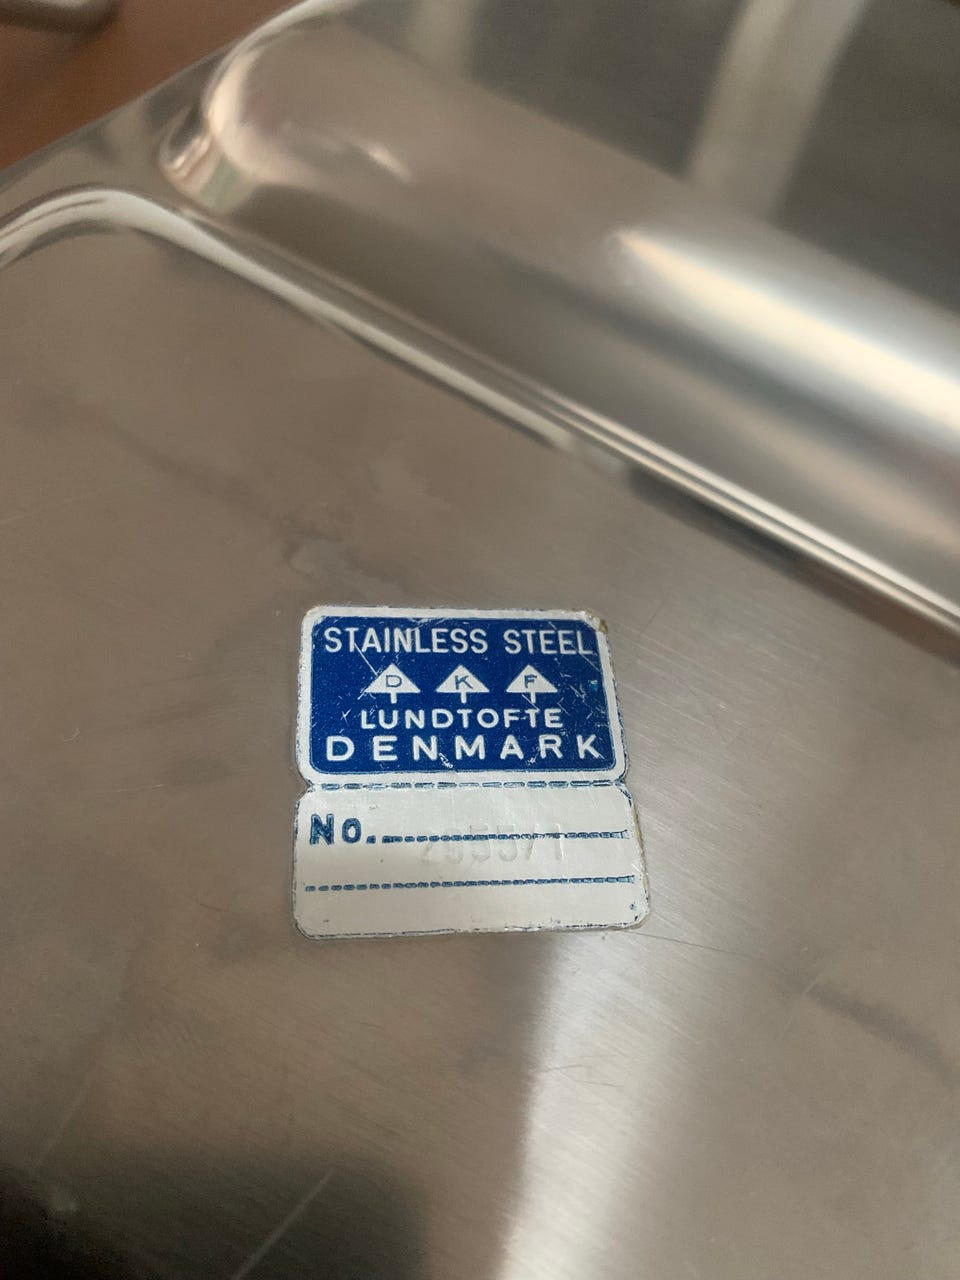 STAINLESS STEEL
D K F
LUNDTOFTE
DENMARK
No.